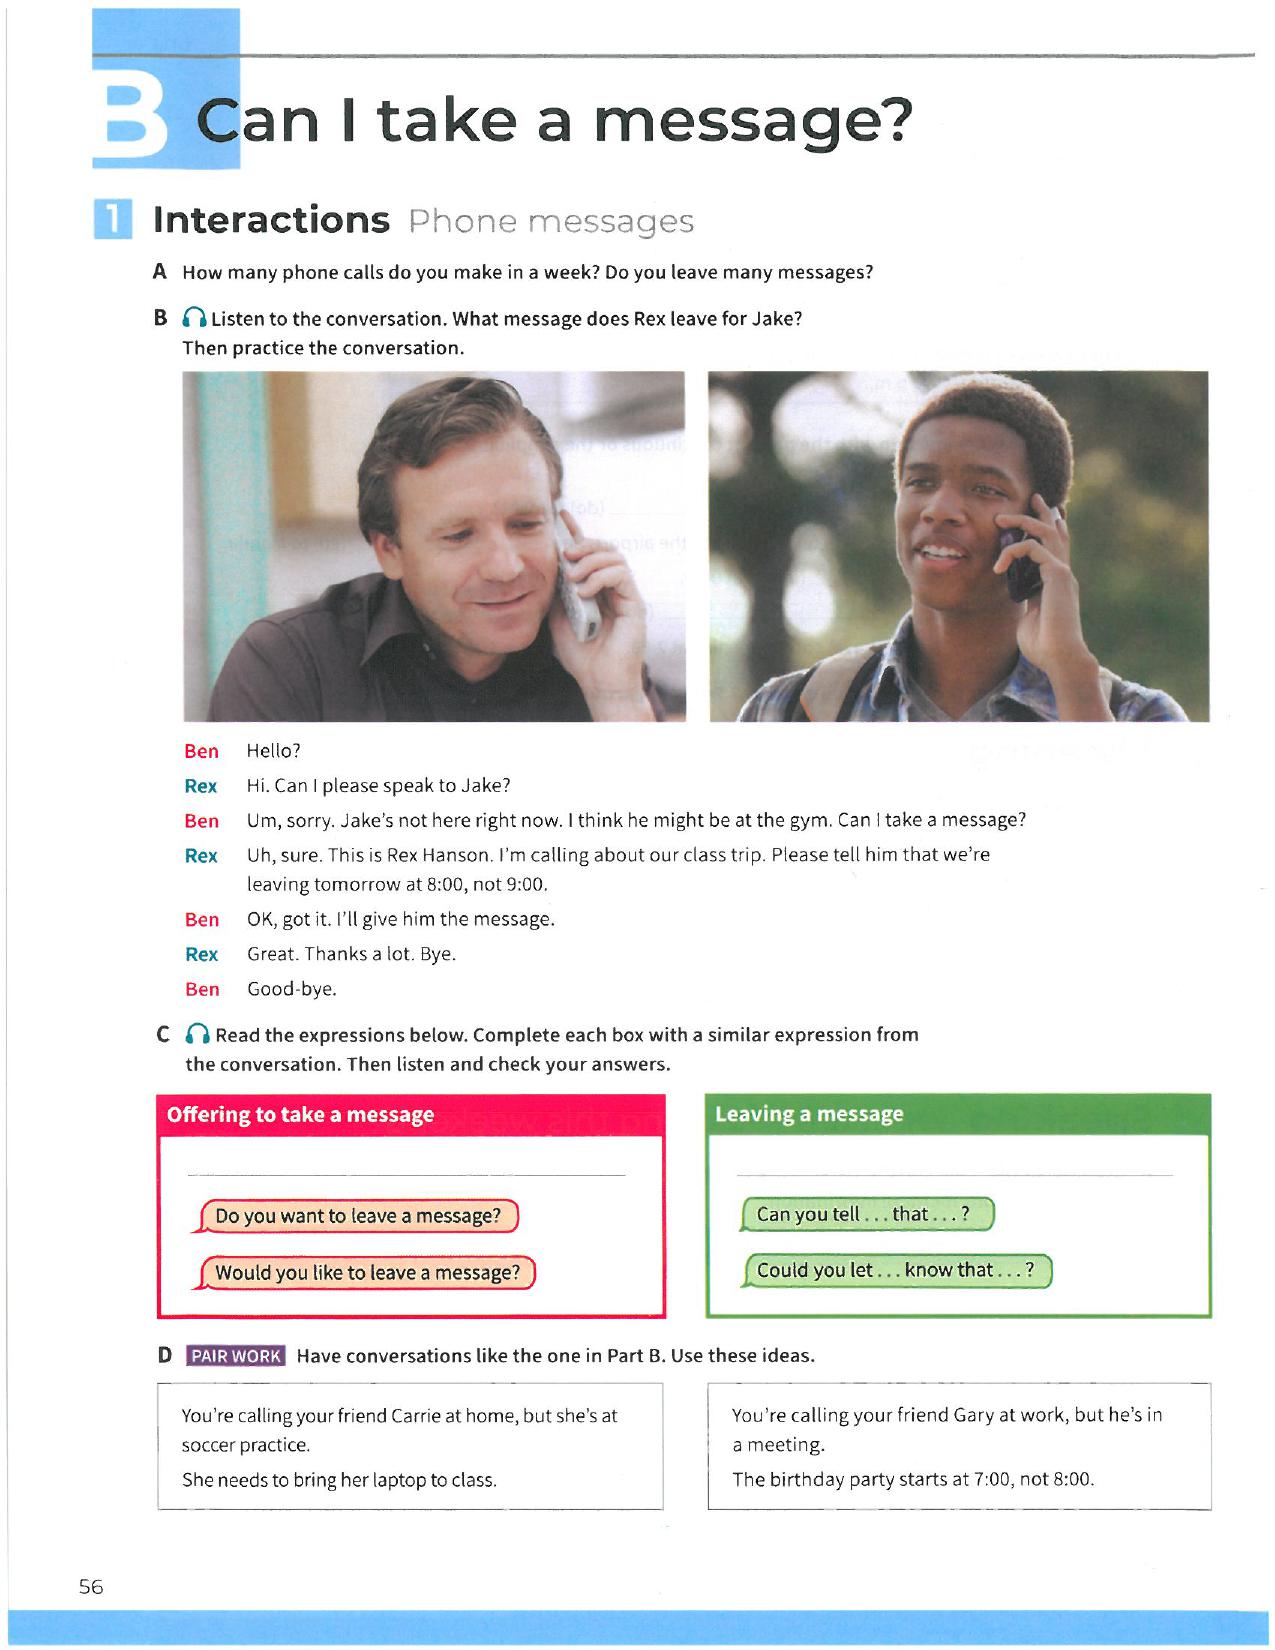 B Can I take a message?
1 Interactions Phone messages
A How many phone calls do you make in a week? Do you leave many messages?
B Listen to the conversation. What message does Rex leave for Jake?
Then practice the conversation.
Ben Hello?
Rex Hi. Can I please speak to Jake?
Ben Um, sorry. Jake's not here right now. I think he might be at the gym. Can I take a message?
Rex Uh, sure. This is Rex Hanson. I'm calling about our class trip. Please tell him that we're
leaving tomorrow at 8:00, not 9:00.
Ben OK, got it. I'll give him the message.
Rex Great. Thanks a lot. Bye.
Ben Good-bye.
C Read the expressions below. Complete each box with a similar expression from
the conversation. Then listen and check your answers.
Offering to take a message
Do you want to leave a message?
Would you like to leave a message?
Leaving a message
Can you tell . . . that . . . ?
Could you let . . . know that . . . ?
D PAIR WORK Have conversations like the one in Part B. Use these ideas.
You're calling your friend Carrie at home, but she's at
soccer practice.
She needs to bring her laptop to class.
You're calling your friend Gary at work, but he's in
a meeting.
The birthday party starts at 7:00, not 8:00.
56